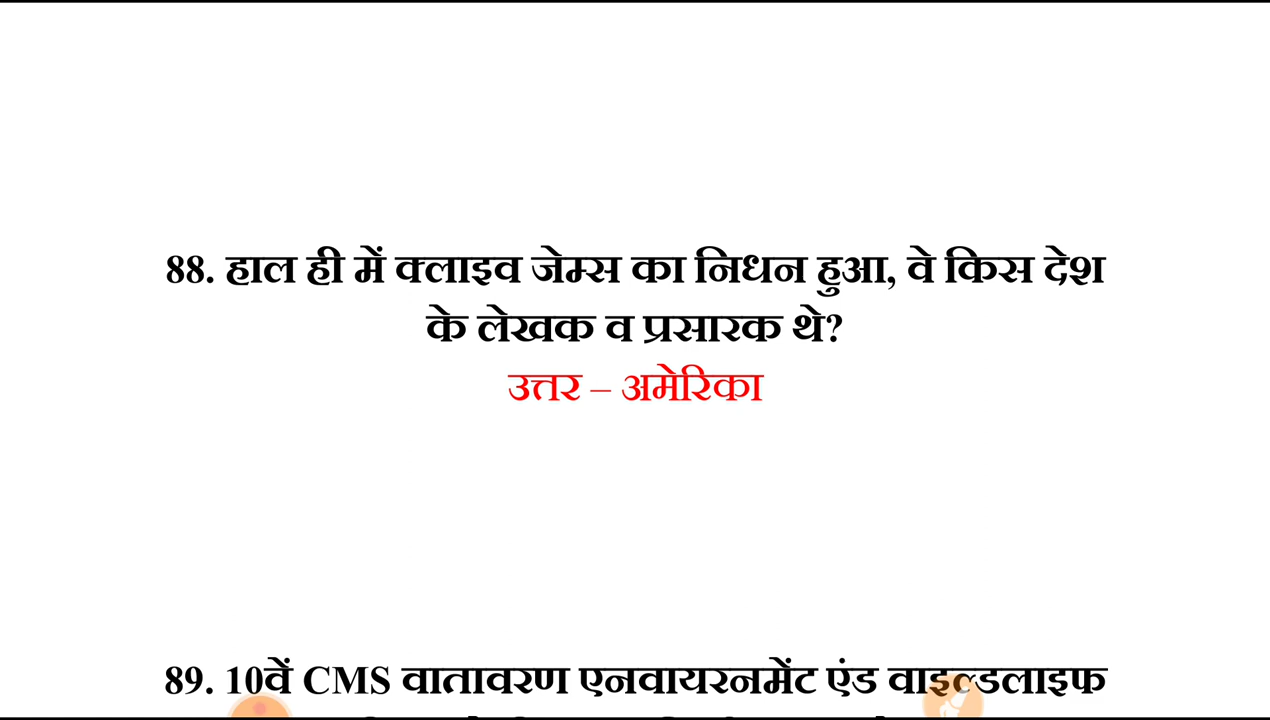 88. हाल ही में क्लाइव जेम्स का निधन हुआ, वे किस देश
के लेखक व प्रसारक थे?
उत्तर – अमेरिका
89. 10वें CMS वातावरण एनवायरनमेंट एंड वाइल्डलाइफ